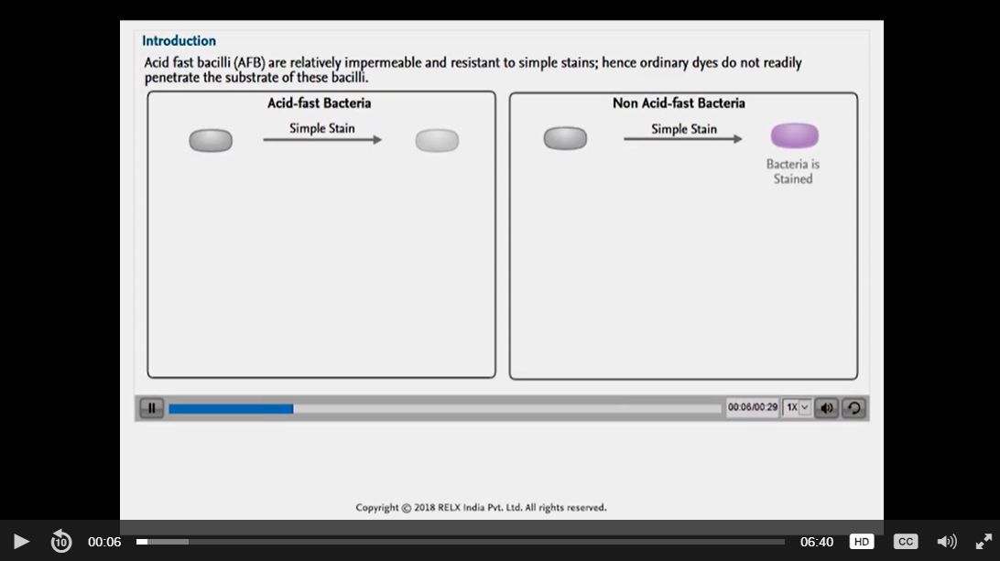 Introduction
Acid fast bacilli (AFB) are relatively impermeable and resistant to simple stains; hence ordinary dyes do not readily
penetrate the substrate of these bacilli.
Acid-fast Bacteria
Simple Stain
Non Acid-fast Bacteria
Simple Stain
Bacteria is
Stained
00:06/00:29
1X
Copyright © 2018 RELX India Pvt. Ltd. All rights reserved.
10
00:06
06:40
HD
CC